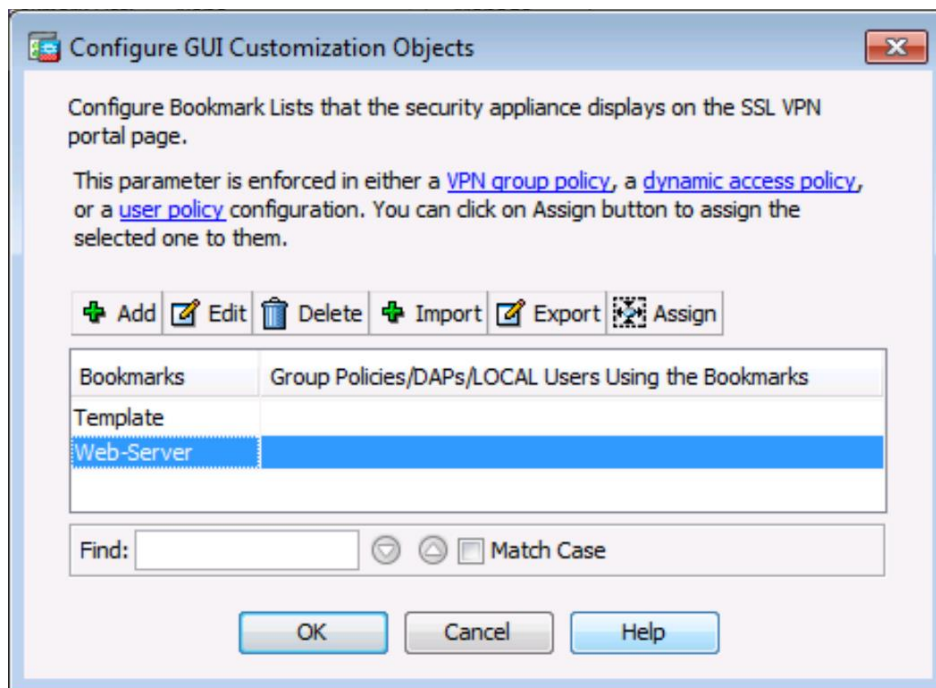 Configure GUI Customization Objects
Configure Bookmark Lists that the security appliance displays on the SSL VPN
portal page.
This parameter is enforced in either a VPN group policy, a dynamic access policy,
or a user policy configuration. You can click on Assign button to assign the
selected one to them.
Add Edit Delete Import Export Assign
Bookmarks Group Policies/DAPs/LOCAL Users Using the Bookmarks
Template
Web-Server
Find: Match Case
OK Cancel Help